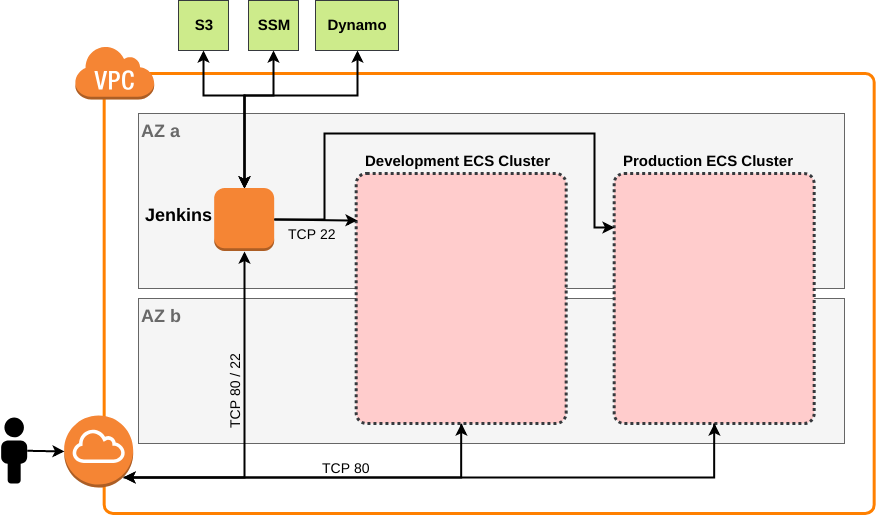 S3
SSM
Dynamo
VPC
AZ a
Development ECS Cluster
Production ECS Cluster
Jenkins
TCP 22
AZ b
TCP 80 / 22
TCP 80